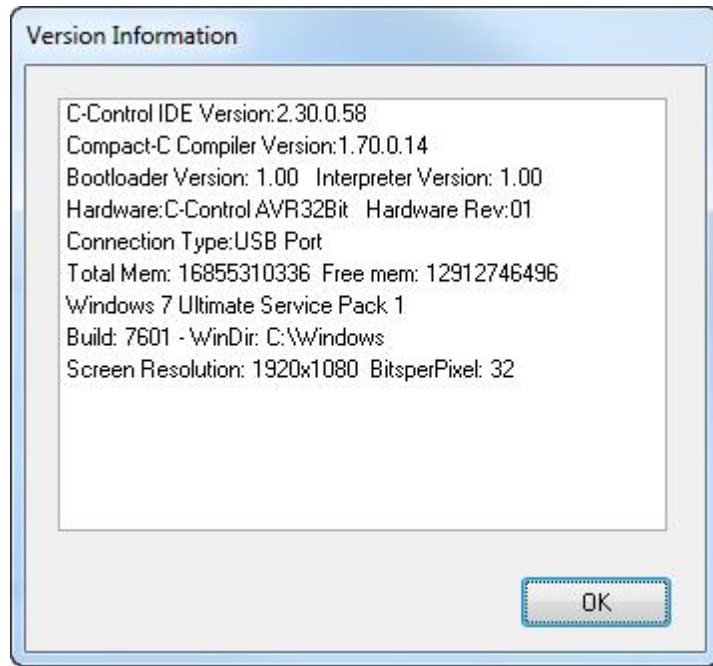 Version Information
C-Control IDE Version:2.30.0.58
Compact-C Compiler Version:1.70.0.14
Bootloader Version: 1.00   Interpreter Version: 1.00
Hardware:C-Control AVR32Bit   Hardware Rev:01
Connection Type:USB Port
Total Mem: 16855310336  Free mem: 12912746496
Windows 7 Ultimate Service Pack 1
Build: 7601 - WinDir: C:\Windows
Screen Resolution: 1920x1080  BitsperPixel: 32
OK